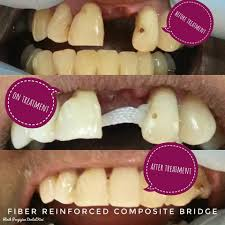 BEFORE TREATMENT
ON TREATMENT
AFTER TREATMENT
FIBER REINFORCED COMPOSITE BRIDGE